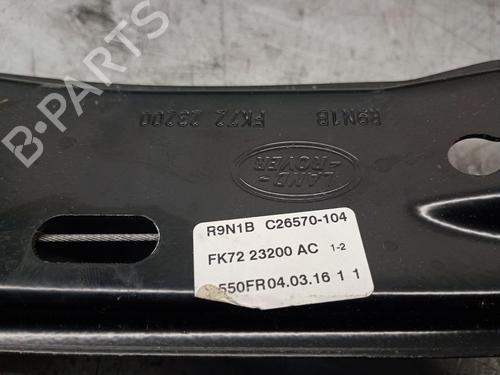 R9N1B
FK72 23200
LAND-
ROVER
R9N1B C26570-104
FK72 23200 AC 1-2
550FR04.03.16 1 1
B-PARTS